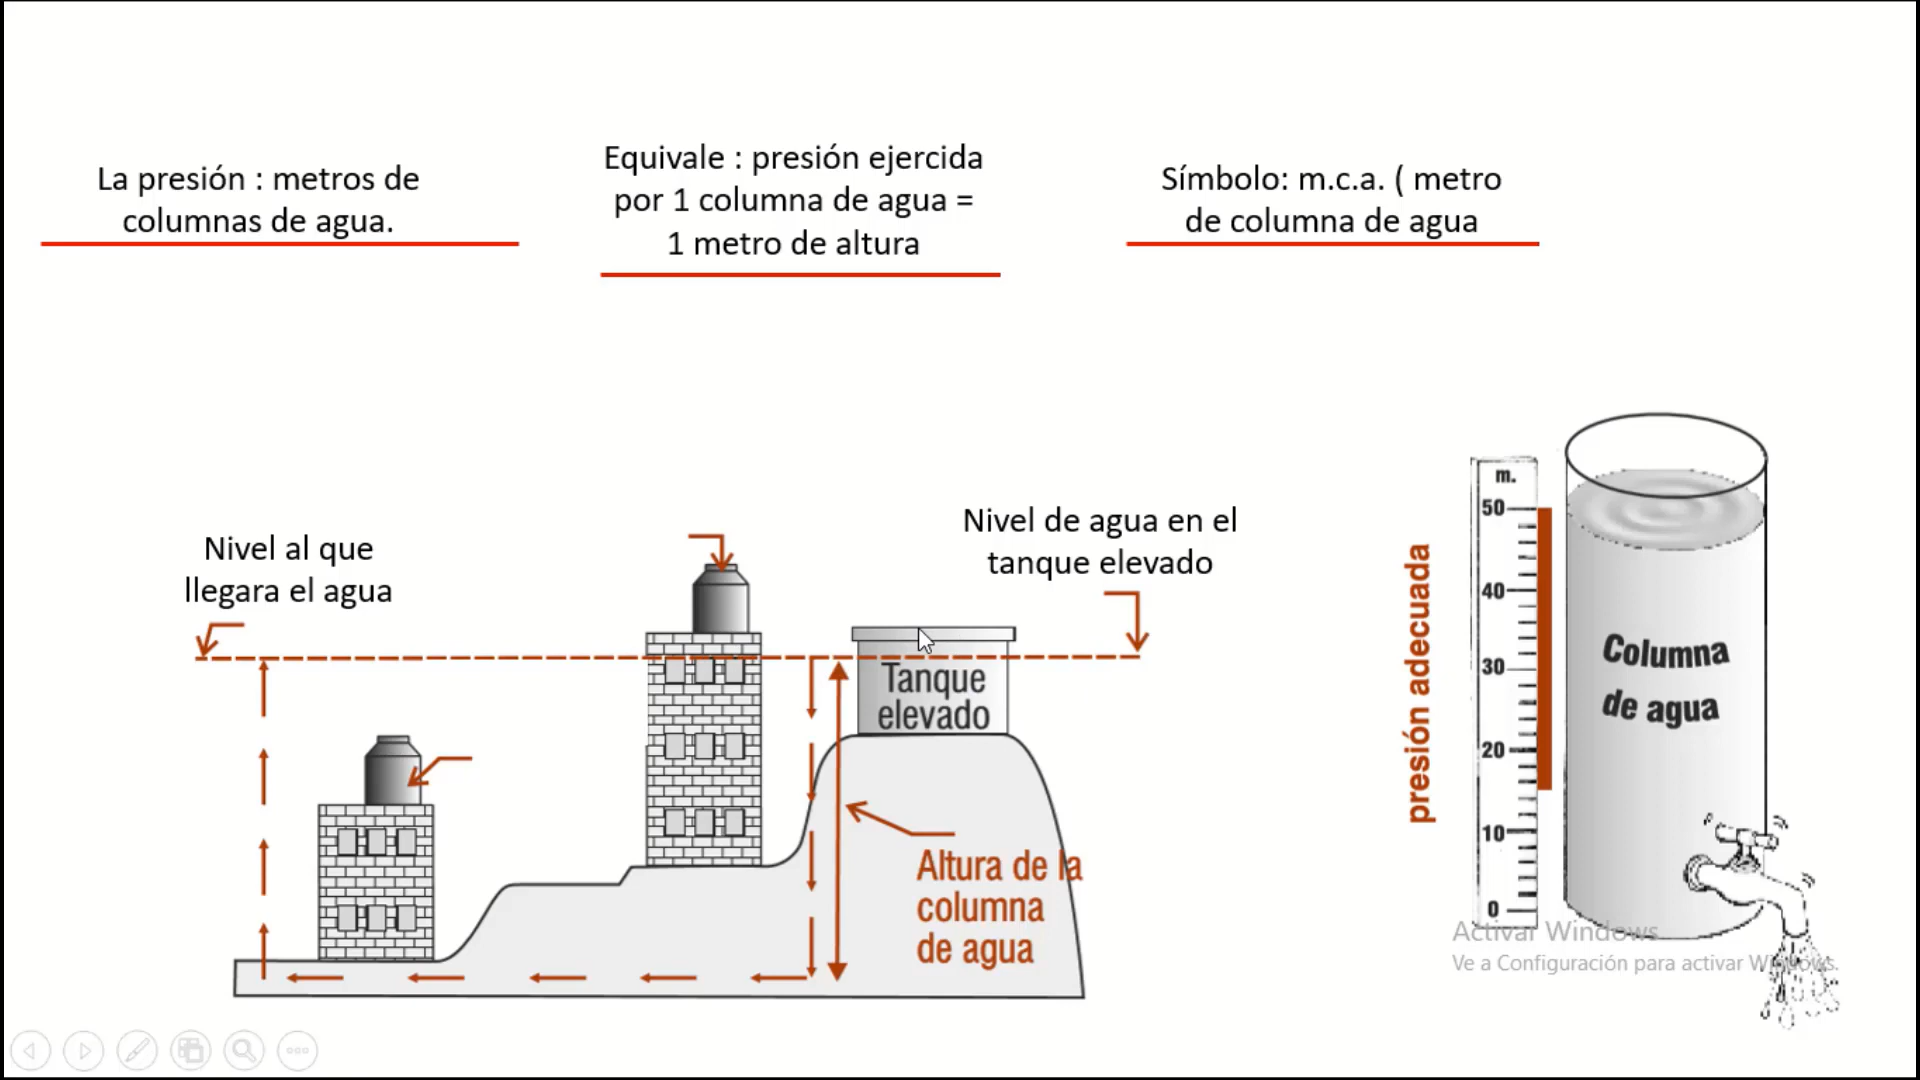 La presión : metros de
columnas de agua.
Equivale : presión ejercida
por 1 columna de agua =
1 metro de altura
Símbolo: m.c.a. ( metro
de columna de agua
Nivel al que
llegara el agua
Nivel de agua en el
tanque elevado
Tanque
elevado
Altura de la
columna
de agua
presión adecuada
m.
50
40
30
20
10
0
Columna
de agua
Activar Windows
Ve a Configuración para activar Windows.